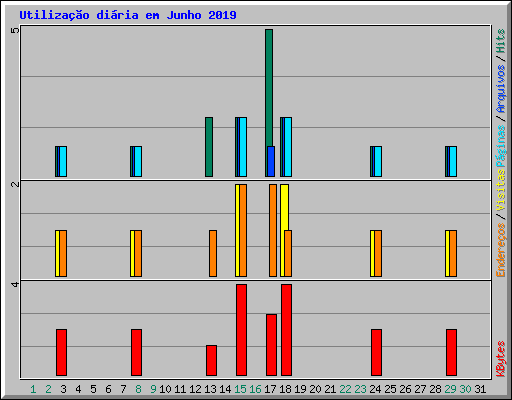 Utilização diária em Junho 2019
5
2
4
Endereços / Visitas Páginas / Arquivos / Hits
KBytes
1 2 3 4 5 6 7 8 9 10 11 12 13 14 15 16 17 18 19 20 21 22 23 24 25 26 27 28 29 30 31